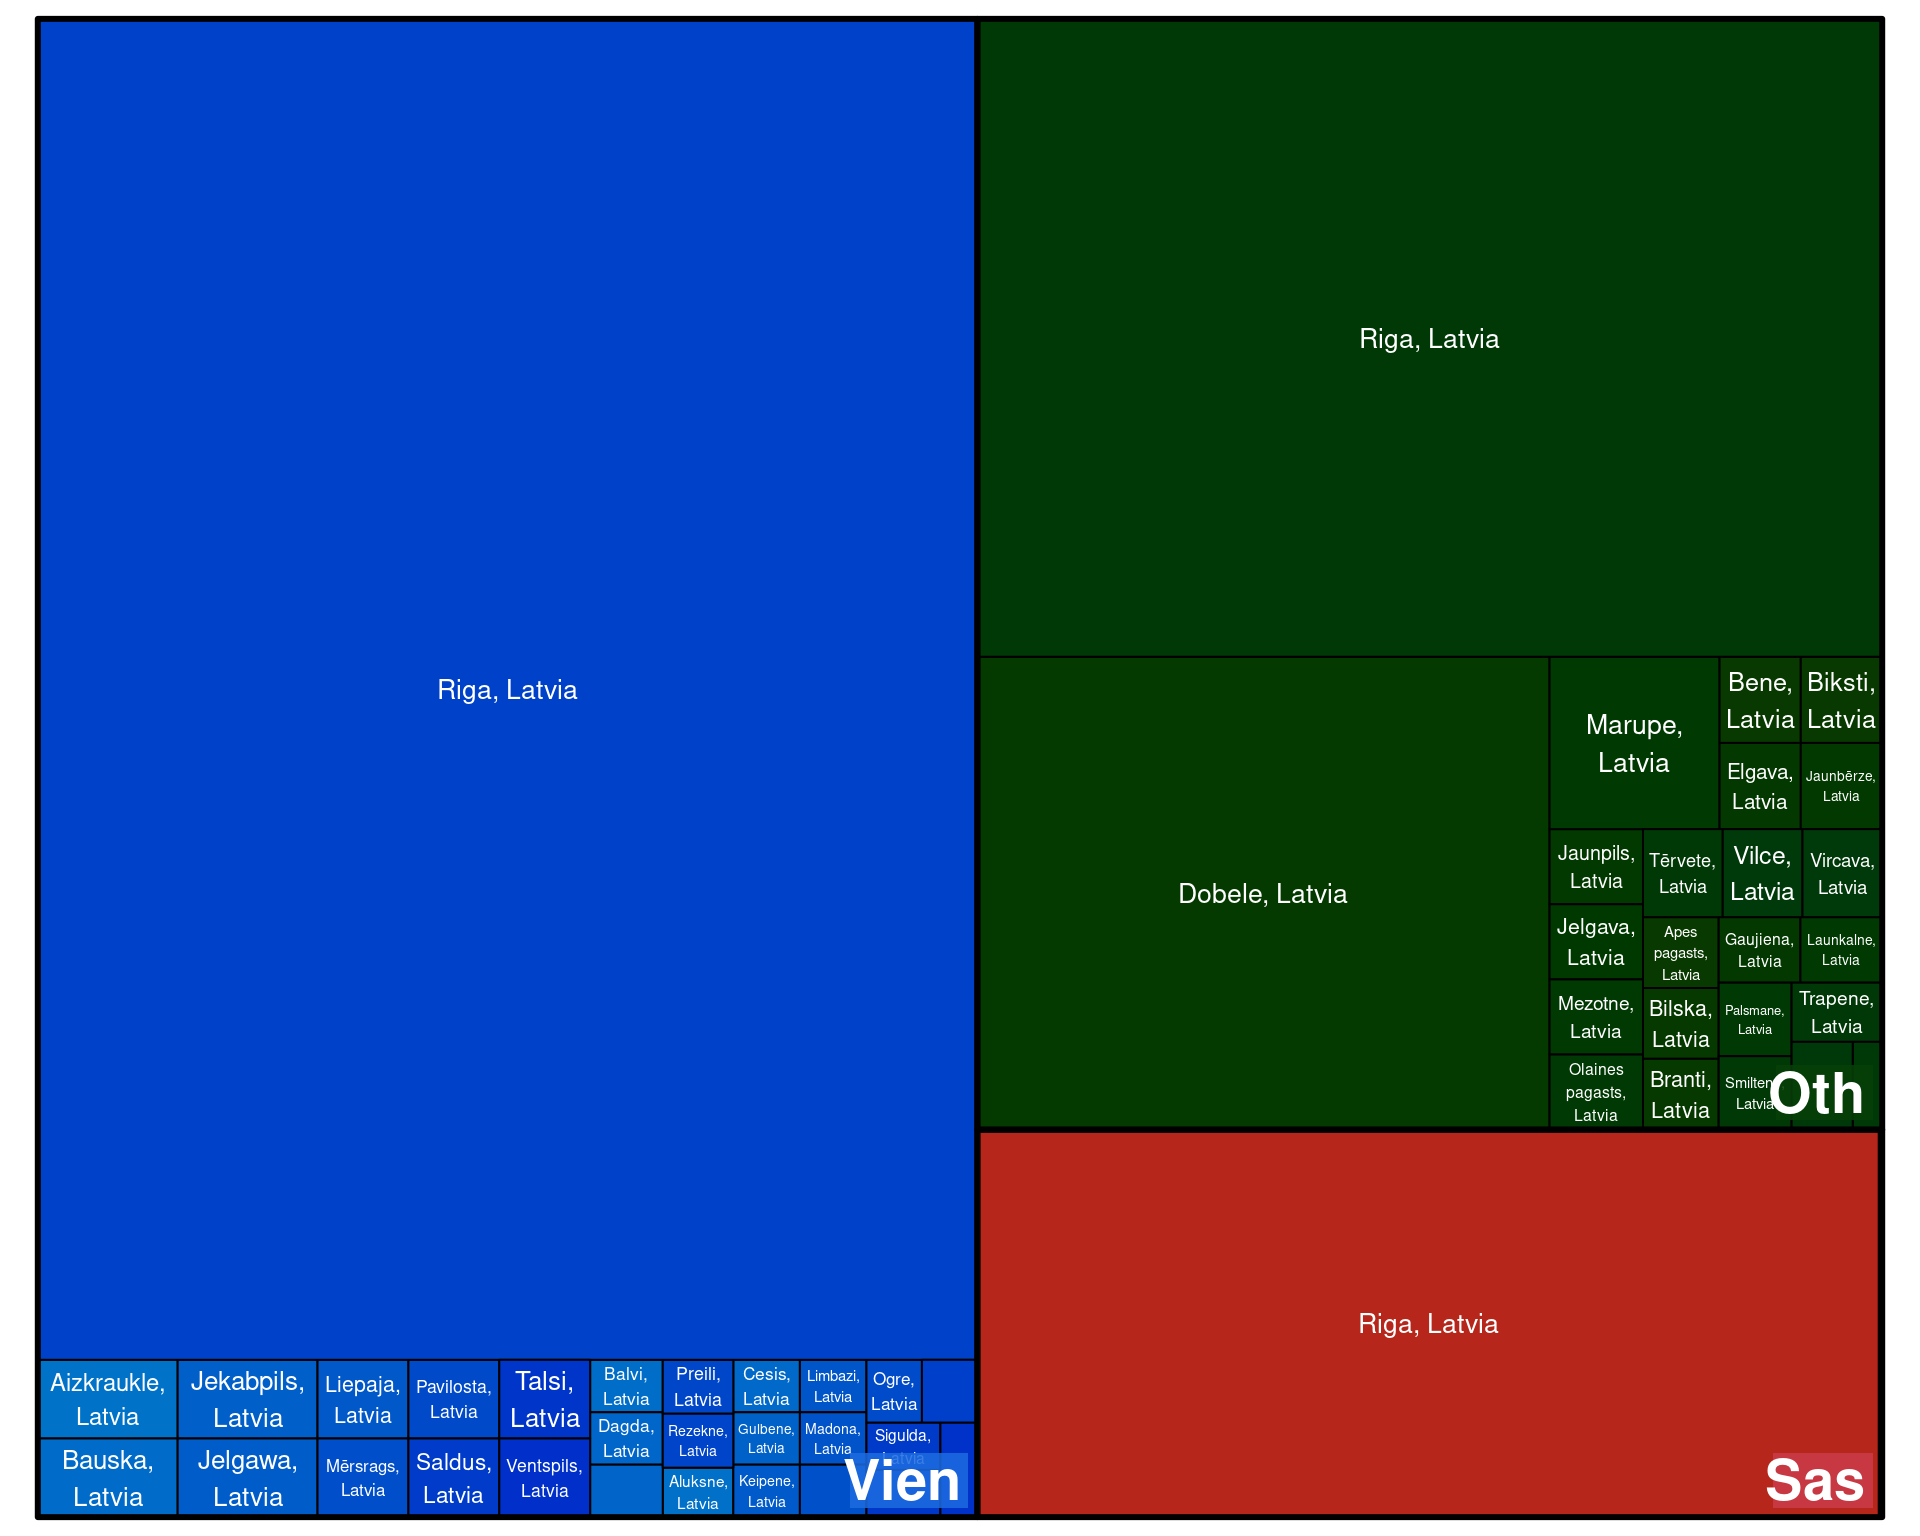 Riga, Latvia
Aizkraukle,
Latvia
Bauska,
Latvia
Jekabpils,
Latvia
Jelgawa,
Latvia
Liepaja,
Latvia
Mērsrags,
Latvia
Pavilosta,
Latvia
Saldus,
Latvia
Talsi,
Latvia
Ventspils,
Latvia
Balvi,
Latvia
Dagda,
Latvia
Preili,
Latvia
Rezekne,
Latvia
Aluksne,
Latvia
Cesis,
Latvia
Gulbene,
Latvia
Keipene,
Latvia
Limbazi,
Latvia
Madona,
Latvia
Ogre,
Latvia
Sigulda,
Latvia
Vien
Riga, Latvia
Dobele, Latvia
Marupe,
Latvia
Bene,
Latvia
Biksti,
Latvia
Elgava,
Latvia
Jaunbērze,
Latvia
Jaunpils,
Latvia
Jelgava,
Latvia
Mezotne,
Latvia
Olaines
pagasts,
Latvia
Tērvete,
Latvia
Vilce,
Latvia
Vircava,
Latvia
Apes
pagasts,
Latvia
Bilska,
Latvia
Branti,
Latvia
Gaujiena,
Latvia
Launkalne,
Latvia
Palsmane,
Latvia
Trapene,
Latvia
Latvia
Oth
Riga, Latvia
Sas